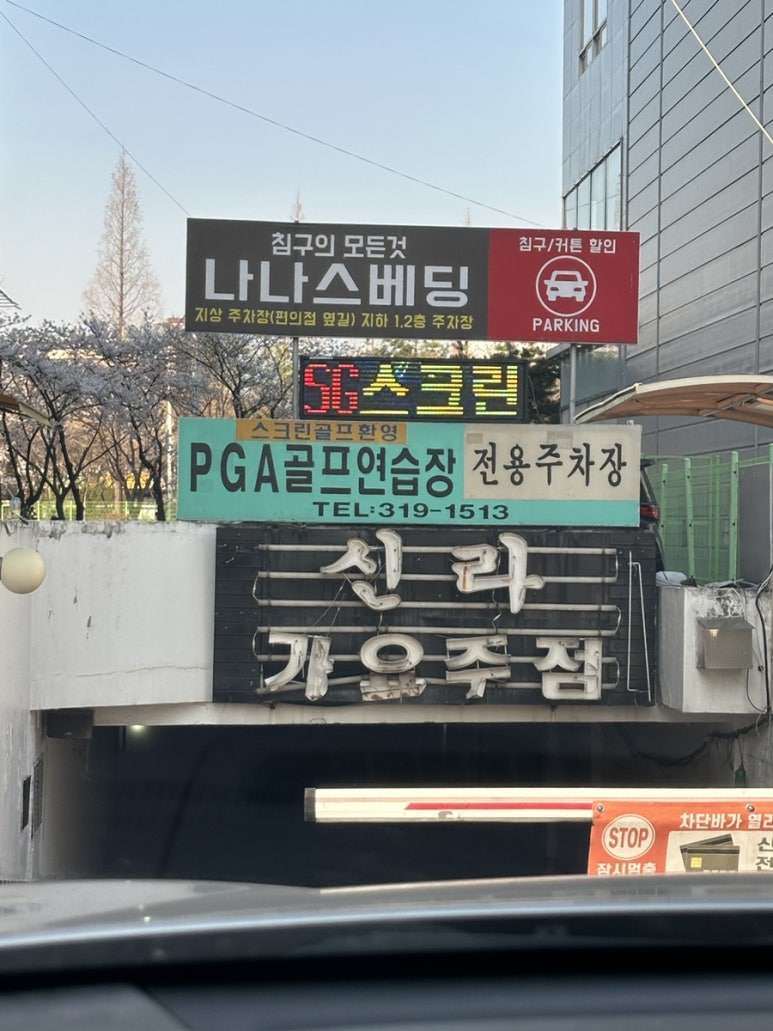 침구의 모든것
나나스베딩
지상 주차장(편의점 옆길) 지하 1,2층 주차장
침구/커튼 할인
PARKING
SG스크린
스크린골프환영
PGA골프연습장
전용주차장
TEL:319-1513
신라
가요주점
STOP
잠시멈춤
차단바가 열리
신
전